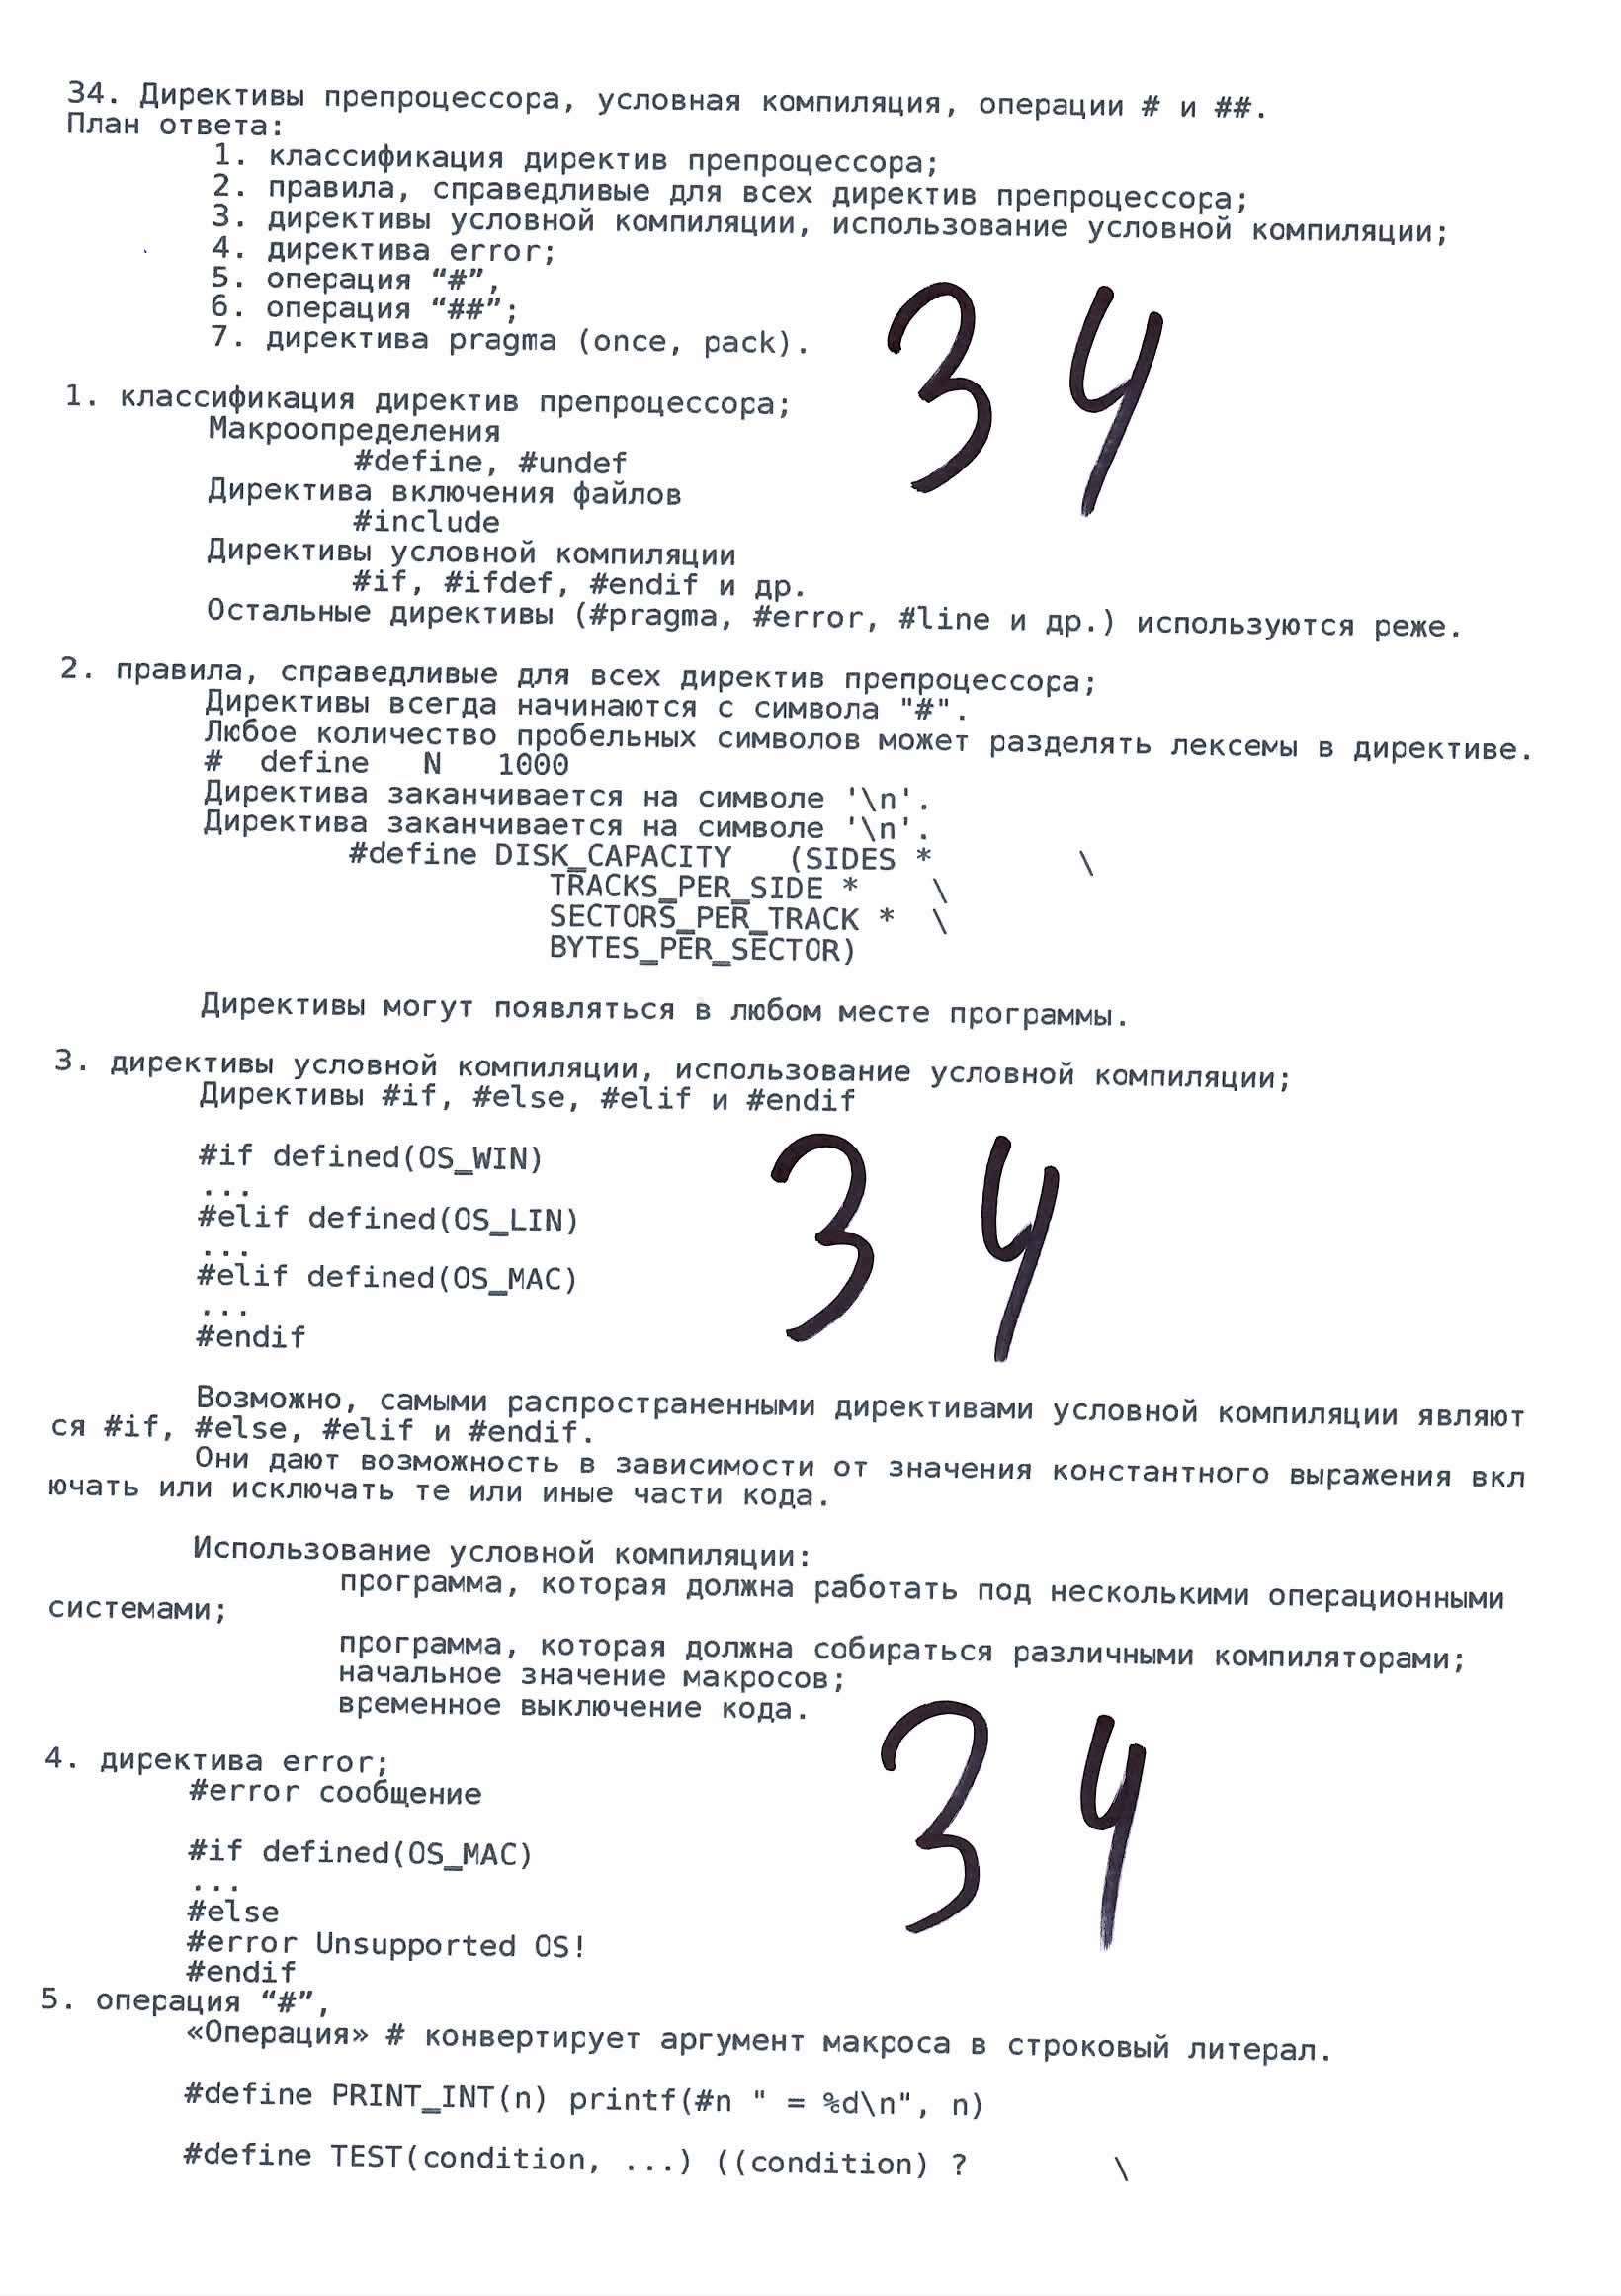 34. Директивы препроцессора, условная компиляция, операции # и ##.
План ответа:
1. классификация директив препроцессора;
2. правила, справедливые для всех директив препроцессора;
3. директивы условной компиляции, использование условной компиляции;
4. директива error;
5. операция “#”,
6. операция “##”;
7. директива pragma (once, pack).
34
1. классификация директив препроцессора;
Макроопределения
#define, #undef
Директива включения файлов
#include
Директивы условной компиляции
#if, #ifdef, #endif и др.
Остальные директивы (#pragma, #error, #line и др.) используются реже.
2. правила, справедливые для всех директив препроцессора;
Директивы всегда начинаются с символа "#".
Любое количество пробельных символов может разделять лексемы в директиве.
#  define   N   1000
Директива заканчивается на символе '\n'.
Директива заканчивается на символе '\n'.
#define DISK_CAPACITY   (SIDES *        \
TRACKS_PER_SIDE *    \
SECTORS_PER_TRACK *  \
BYTES_PER_SECTOR)
Директивы могут появляться в любом месте программы.
3. директивы условной компиляции, использование условной компиляции;
Директивы #if, #else, #elif и #endif
#if defined(OS_WIN)
...
#elif defined(OS_LIN)
...
#elif defined(OS_MAC)
...
#endif
34
Возможно, самыми распространенными директивами условной компиляции являют
ся #if, #else, #elif и #endif.
Они дают возможность в зависимости от значения константного выражения вкл
ючать или исключать те или иные части кода.
Использование условной компиляции:
программа, которая должна работать под несколькими операционными
системами;
программа, которая должна собираться различными компиляторами;
начальное значение макросов;
временное выключение кода.
34
4. директива error;
#error сообщение
#if defined(OS_MAC)
...
#else
#error Unsupported OS!
#endif
5. операция “#”,
«Операция» # конвертирует аргумент макроса в строковый литерал.
#define PRINT_INT(n) printf(#n " = %d\n", n)
#define TEST(condition, ...) ((condition) ?        \